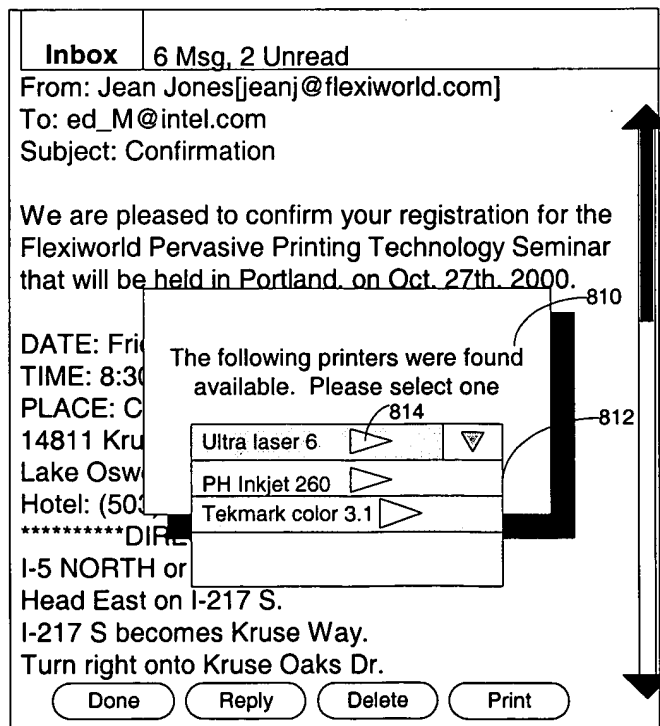 Inbox 6 Msg, 2 Unread
From: Jean Jones[jeanj@flexiworld.com]
To: ed_M@intel.com
Subject: Confirmation
We are pleased to confirm your registration for the
Flexiworld Pervasive Printing Technology Seminar
that will be held in Portland, on Oct. 27th, 2000.
810
DATE: Fri
The following printers were found
TIME: 8:30
available. Please select one
PLACE: C
814
812
14811 Kru
Ultra laser 6
Lake Osw
PH Inkjet 260
Hotel: (503
Tekmark color 3.1
**********DIRE
I-5 NORTH or
Head East on I-217 S.
I-217 S becomes Kruse Way.
Turn right onto Kruse Oaks Dr.
Done Reply Delete Print